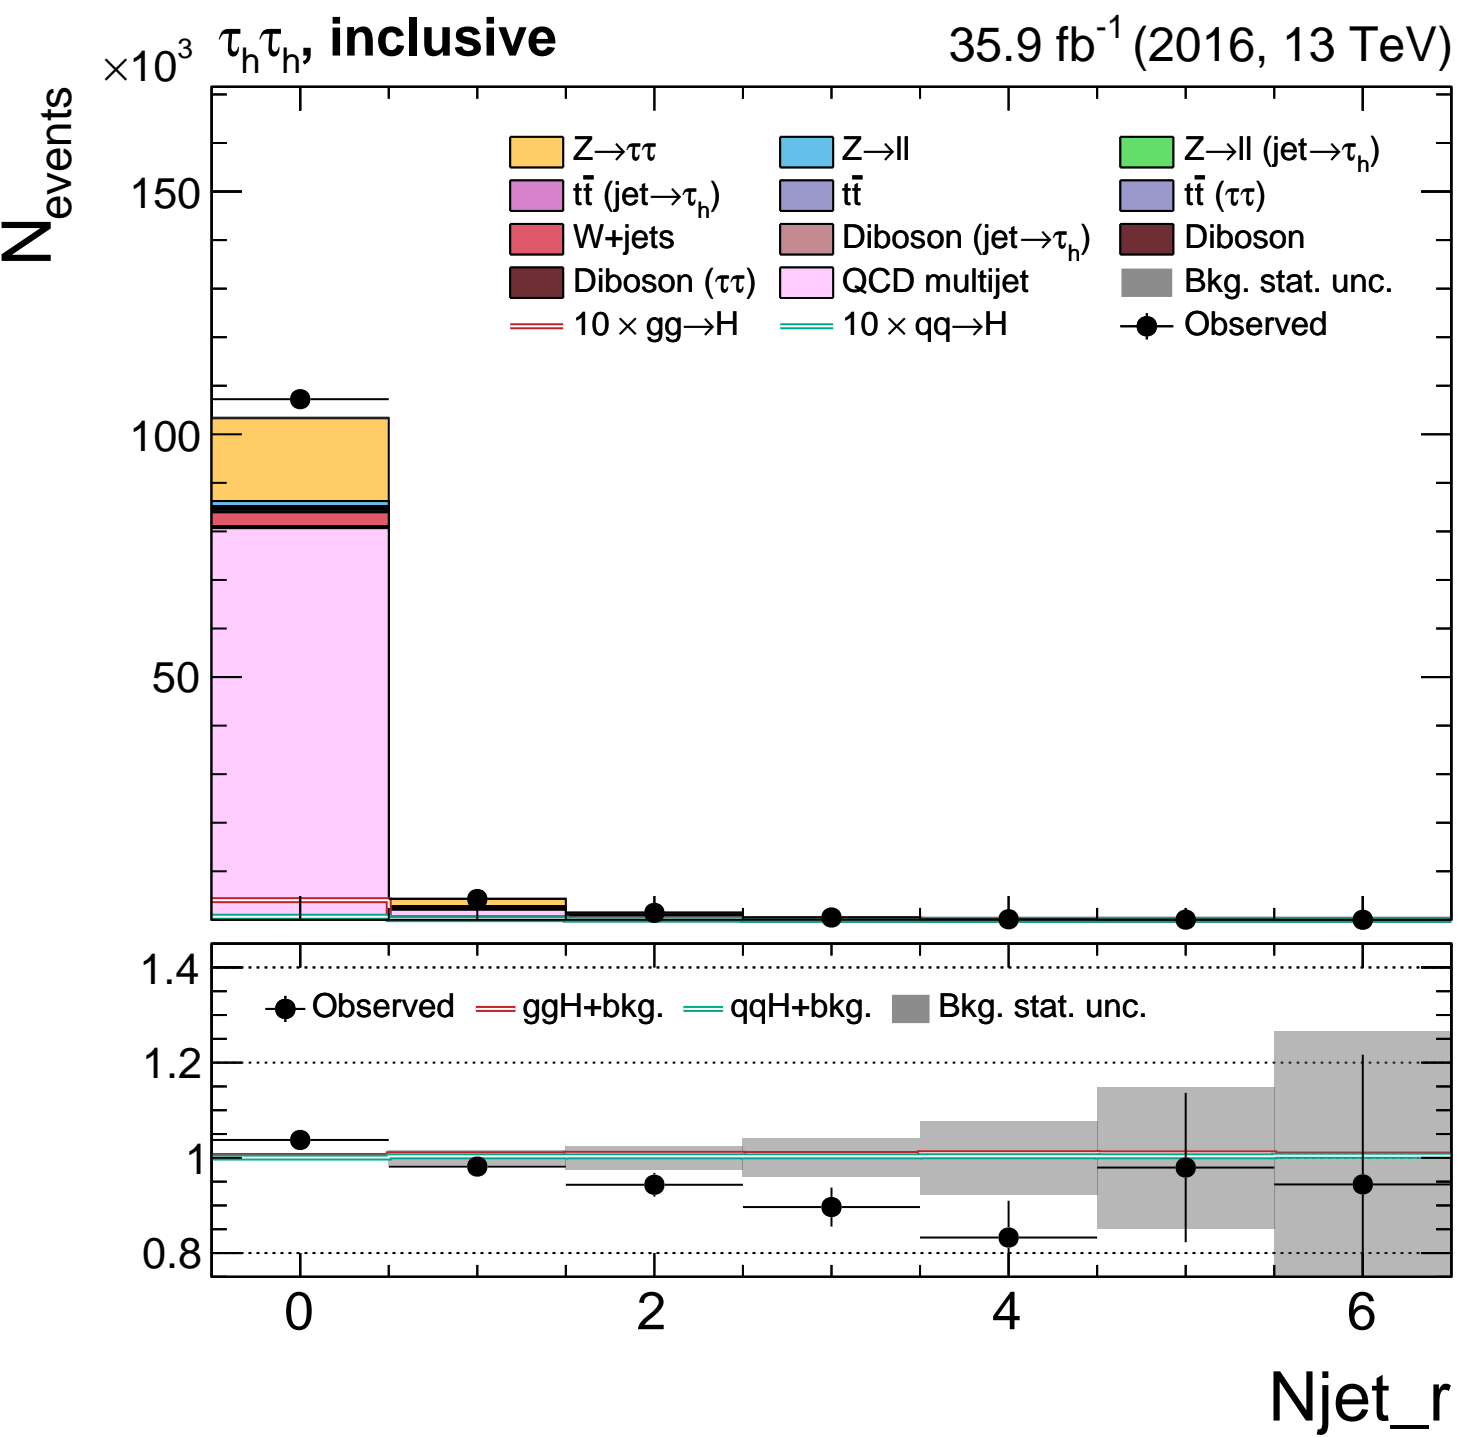 ×10³ τₕτₕ, inclusive 35.9 fb⁻¹ (2016, 13 TeV)
N_events
Z→ττ Z→ll Z→ll (jet→τₕ)
tt̄ (jet→τₕ) tt̄ tt̄ (ττ)
W+jets Diboson (jet→τₕ) Diboson
Diboson (ττ) QCD multijet Bkg. stat. unc.
10 × gg→H 10 × qq→H Observed
150
100
50
1.4
Observed ggH+bkg. qqH+bkg. Bkg. stat. unc.
1.2
1
0.8
0 2 4 6
Njet_r